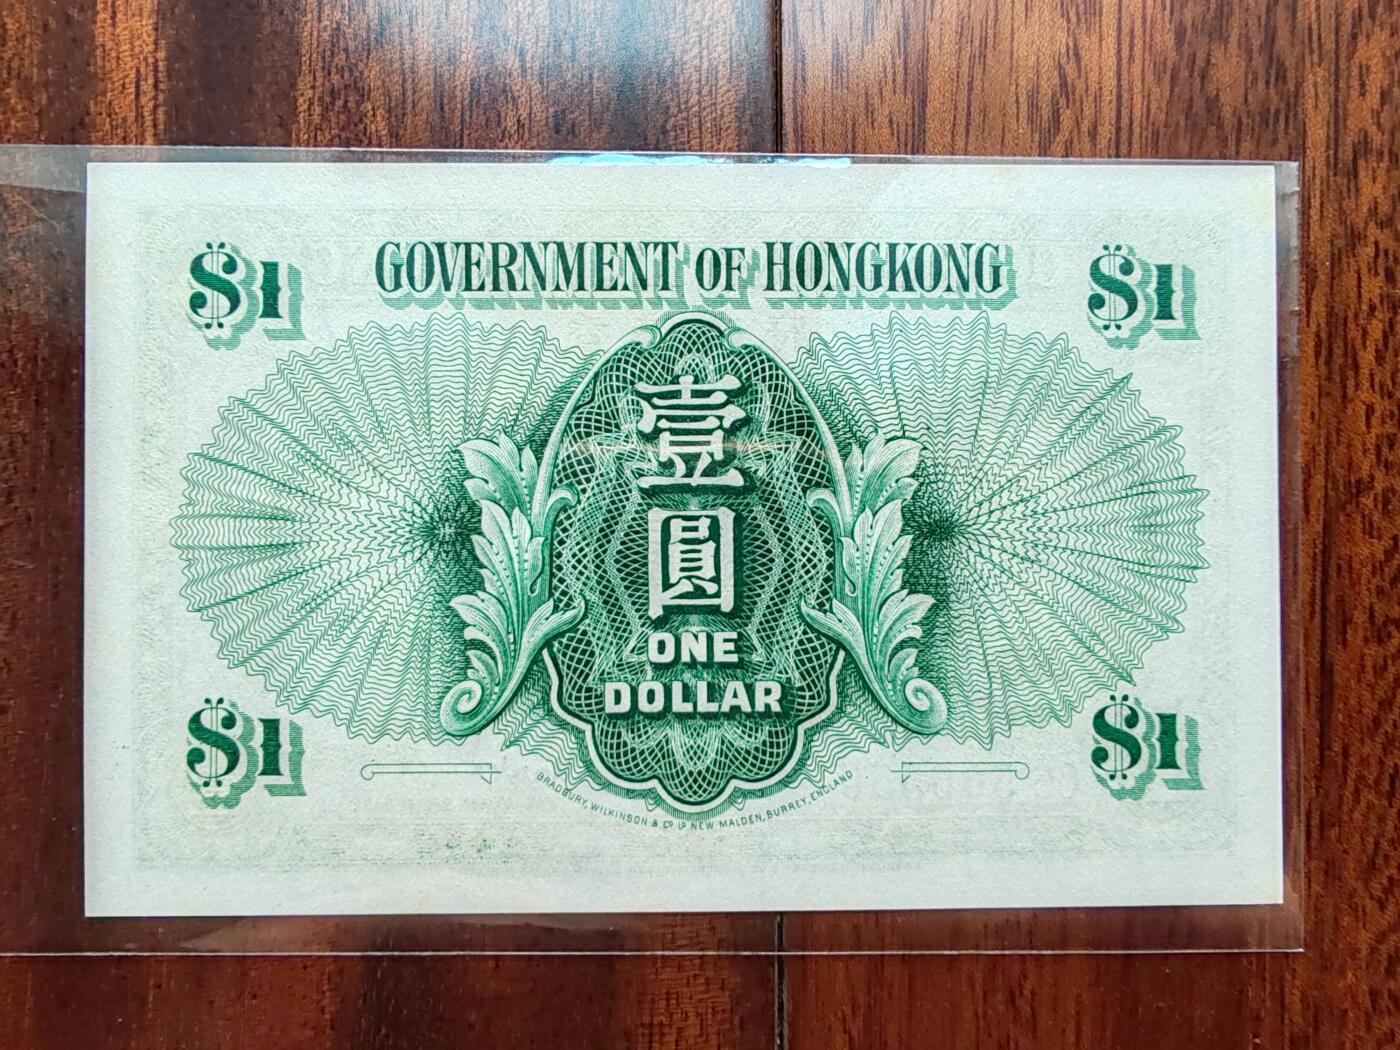 GOVERNMENT OF HONGKONG
$1
$1
壹
圓
ONE
DOLLAR
$1
$1
BRADBURY, WILKINSON & Cº Lᴰ NEW MALDEN, SURREY, ENGLAND